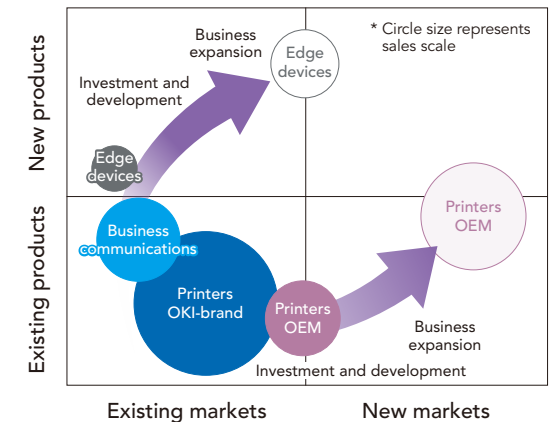 New products
Existing products
Business
expansion
* Circle size represents
sales scale
Edge
devices
Investment and
development
Edge
devices
Business
communications
Printers
OEM
Printers
OKI-brand
Printers
OEM
Business
expansion
Investment and development
Existing markets
New markets